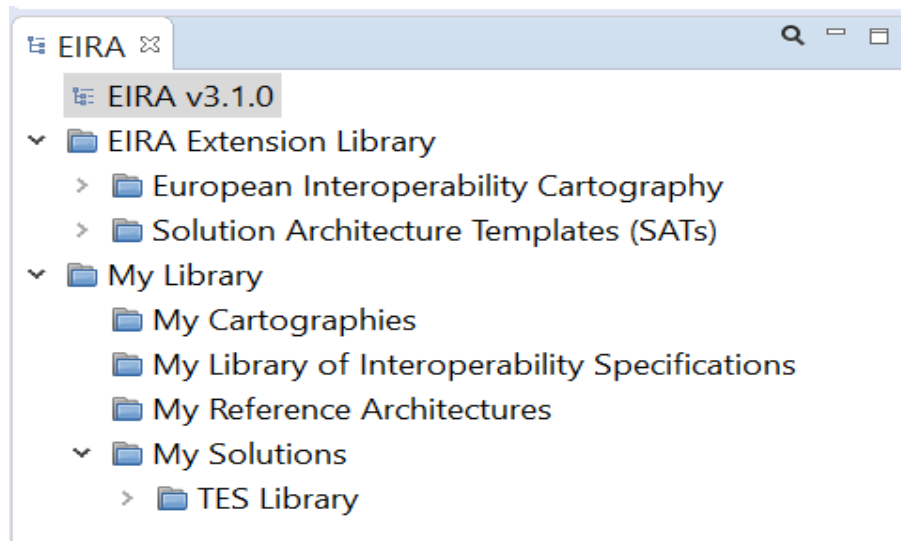 EIRA
EIRA v3.1.0
EIRA Extension Library
European Interoperability Cartography
Solution Architecture Templates (SATs)
My Library
My Cartographies
My Library of Interoperability Specifications
My Reference Architectures
My Solutions
TES Library